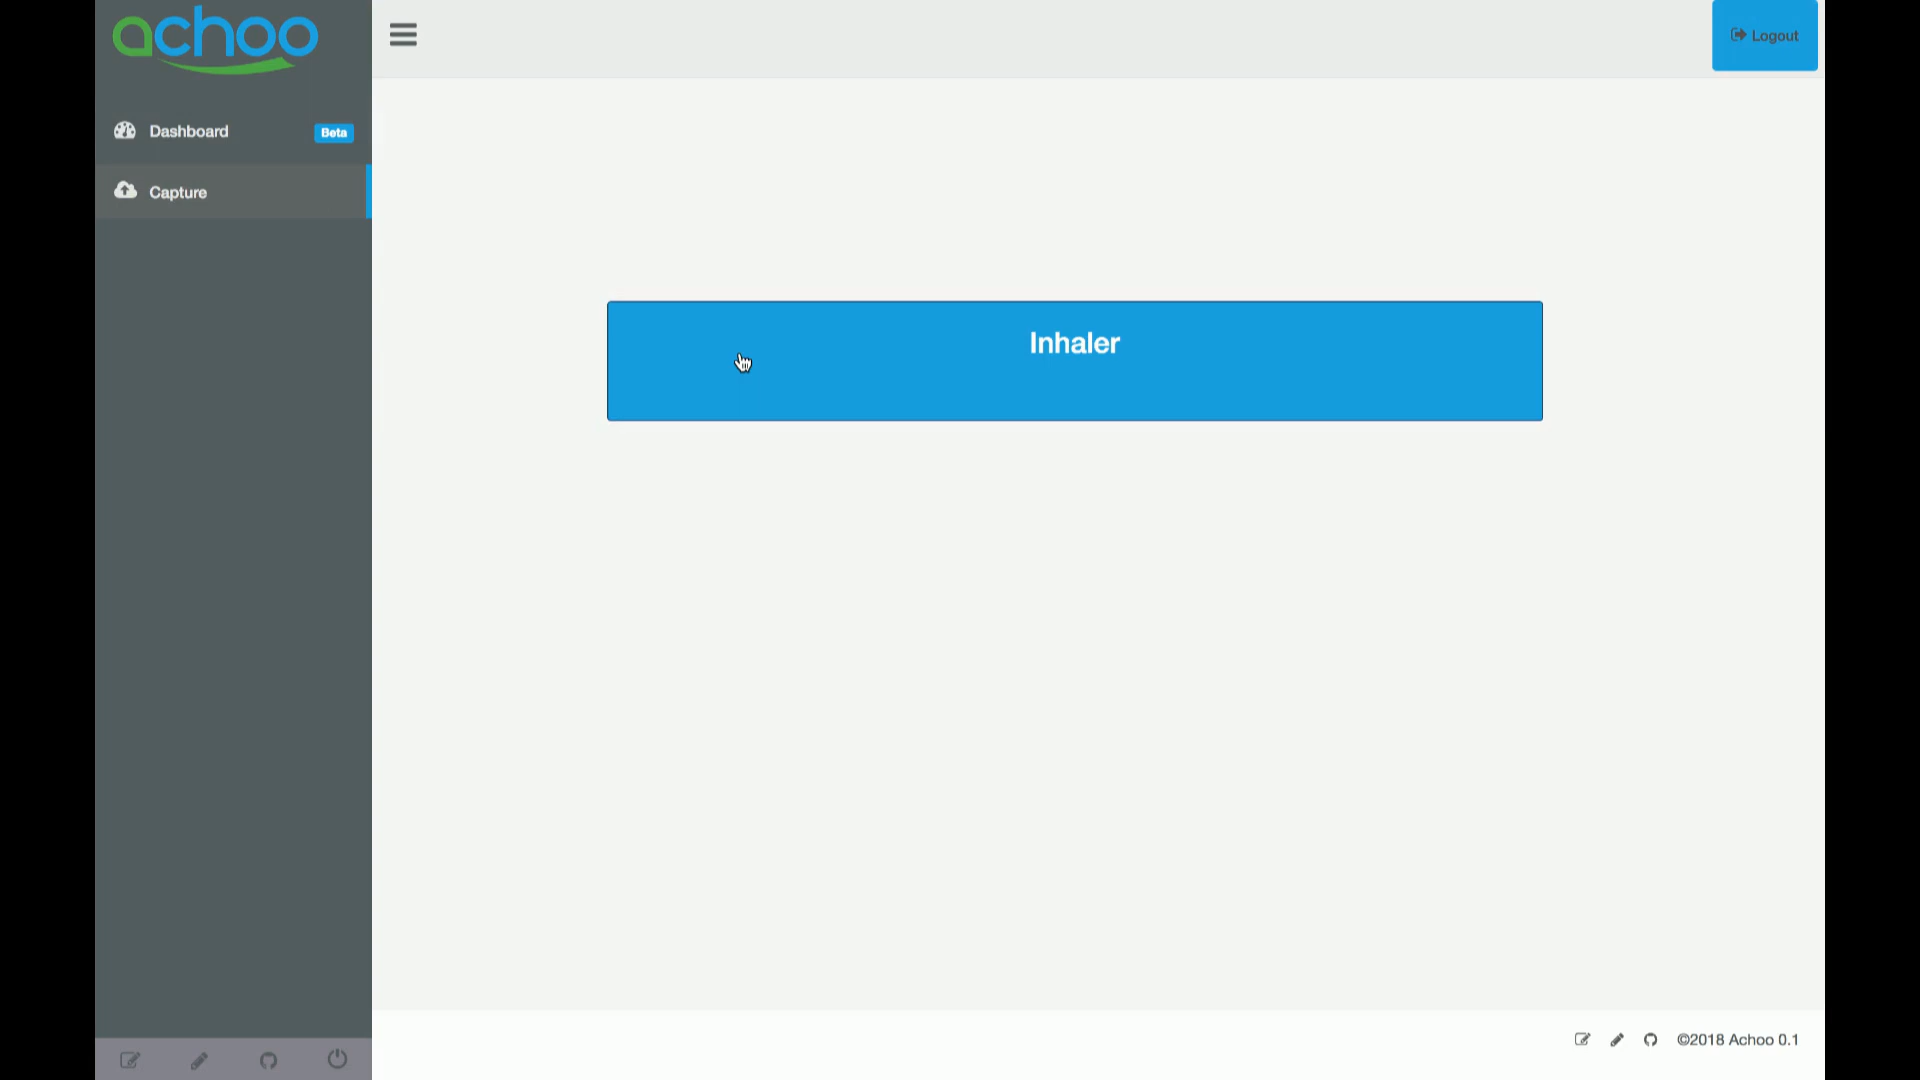 achoo
Logout
Dashboard
Beta
Capture
Inhaler
©2018 Achoo 0.1